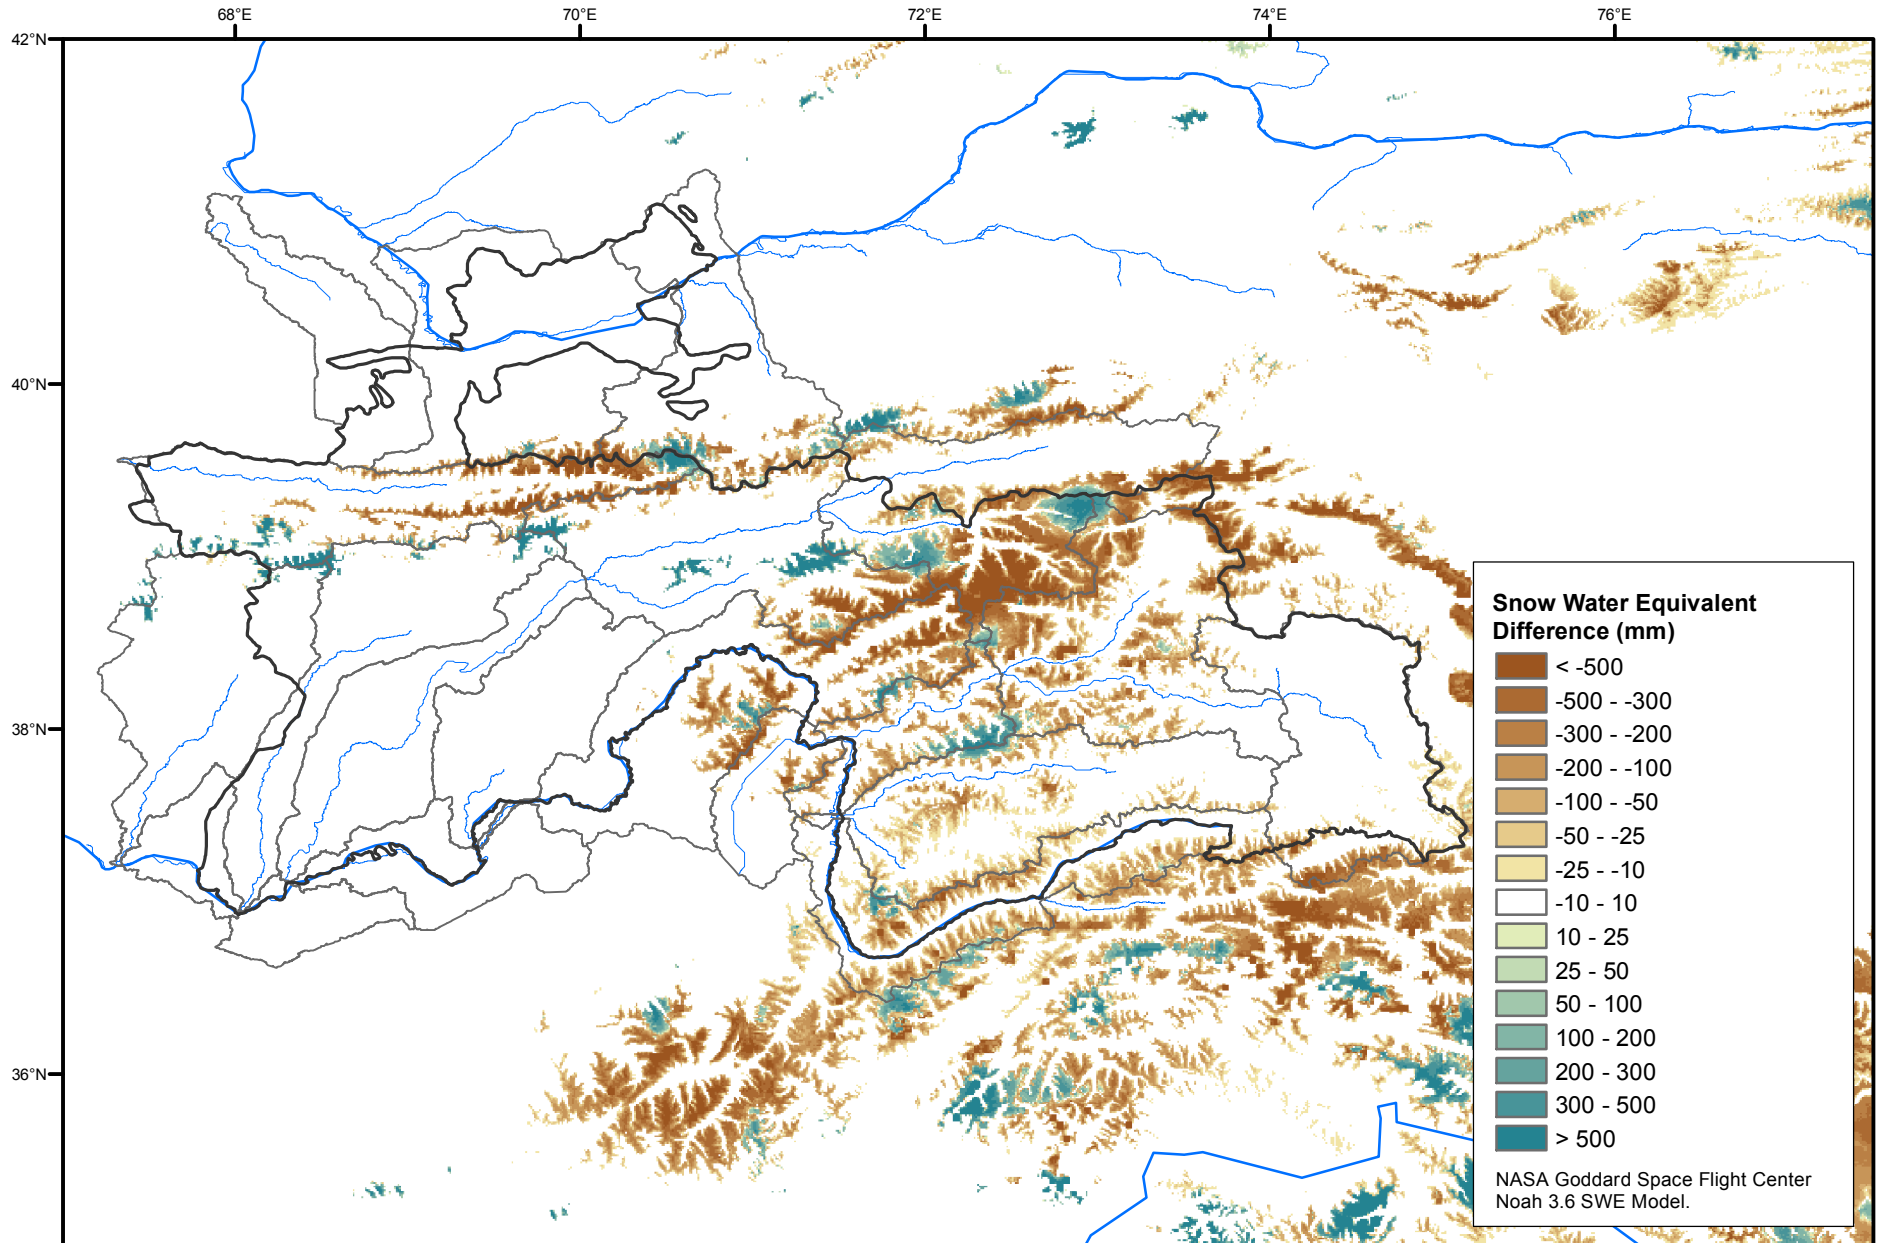 68°E
70°E
72°E
74°E
76°E
42°N
40°N
38°N
36°N
Snow Water Equivalent
Difference (mm)
< -500
-500 - -300
-300 - -200
-200 - -100
-100 - -50
-50 - -25
-25 - -10
-10 - 10
10 - 25
25 - 50
50 - 100
100 - 200
200 - 300
300 - 500
> 500
NASA Goddard Space Flight Center
Noah 3.6 SWE Model.